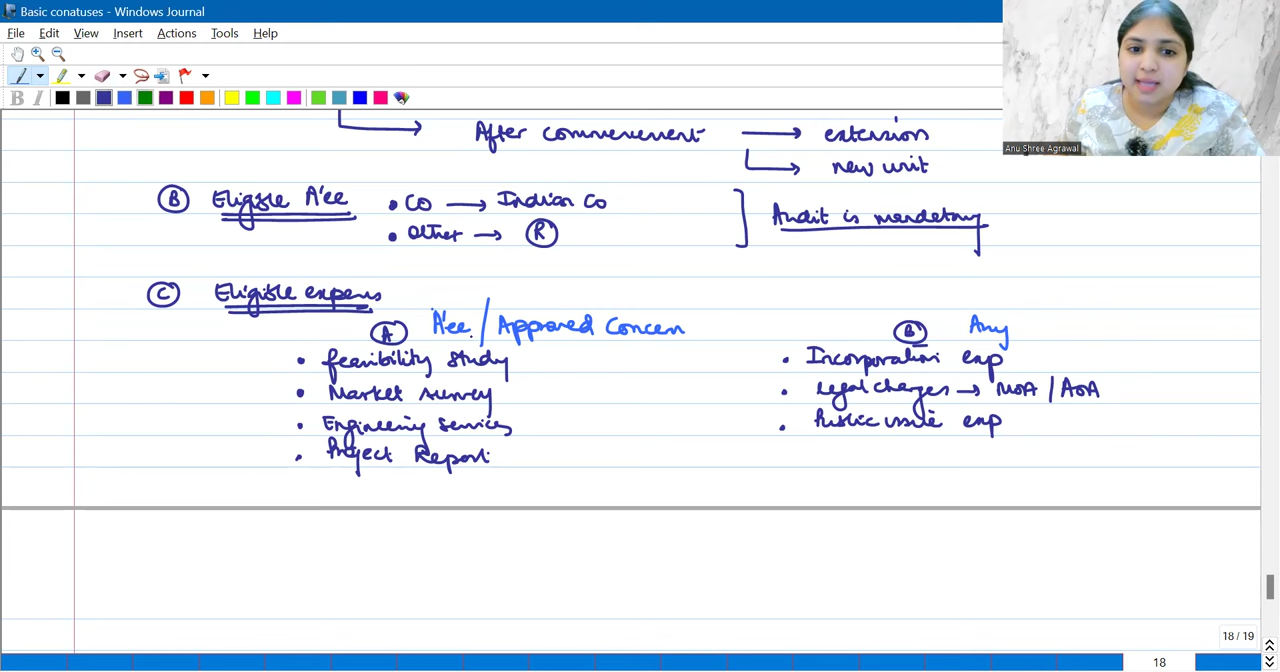 Basic conatuses - Windows Journal
File Edit View Insert Actions Tools Help
B I
Anu Shree Agrawal
After commencement → extension
→ new unit
B Eligible A'ee • CO → Indian Co
• Other → R
Audit is mandatory
C Eligible expens
A A'ee / Approved Concern
• feasibility study
• Market survey
• Engineering services
• Project Report
B Any
• Incorporation exp
• Legal charges → MOA / AOA
• Public issue exp
18 / 19
18